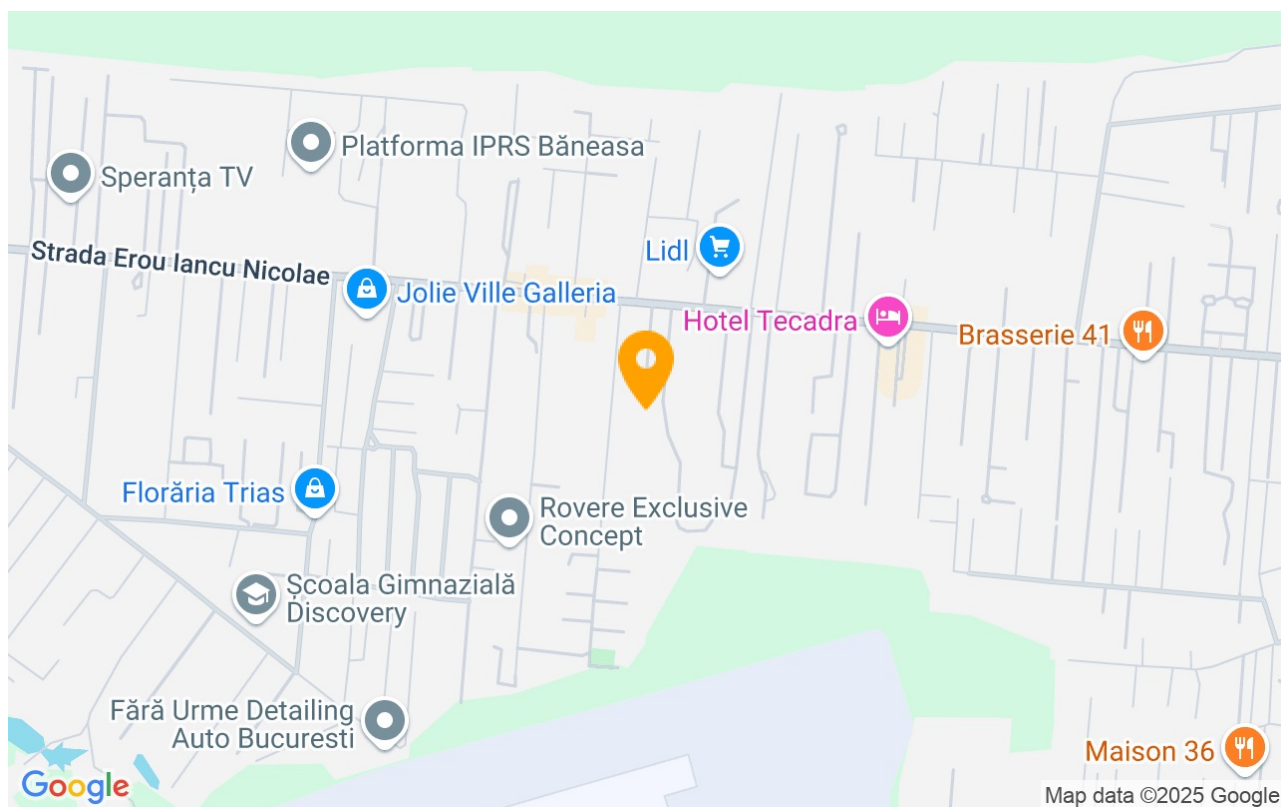 Platforma IPRS Băneasa
Speranța TV
Strada Erou Iancu Nicolae
Lidl
Jolie Ville Galleria
Hotel Tecadra
Brasserie 41
Florăria Trias
Rovere Exclusive
Concept
Școala Gimnazială
Discovery
Fără Urme Detailing
Auto Bucuresti
Maison 36
Google
Map data ©2025 Google